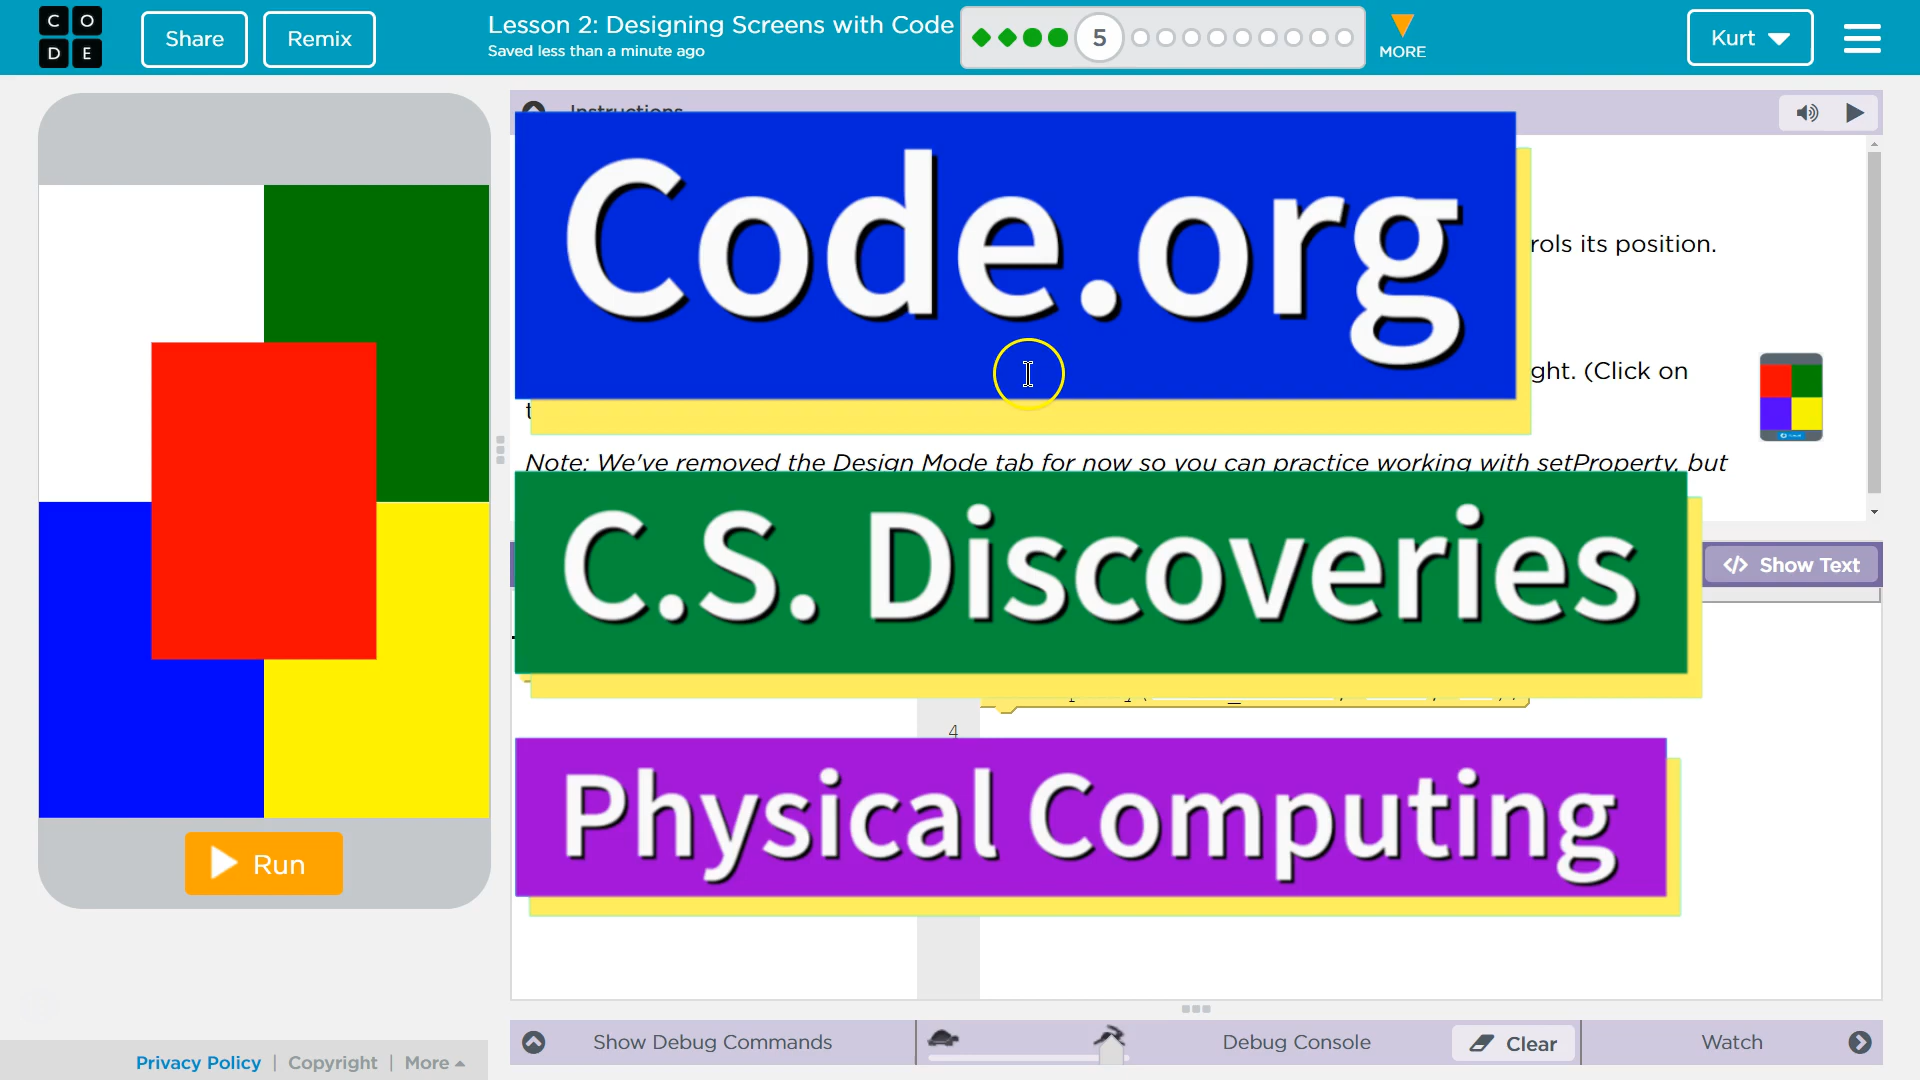 CODE
Share
Remix
Lesson 2: Designing Screens with Code
Saved less than a minute ago
5
MORE
Kurt
Code.org
rols its position.
ght. (Click on
t
Note: We've removed the Design Mode tab for now so you can practice working with setProperty, but
C.S. Discoveries
Show Text
4
Physical Computing
Run
Show Debug Commands
Debug Console
Clear
Watch
Privacy Policy | Copyright | More